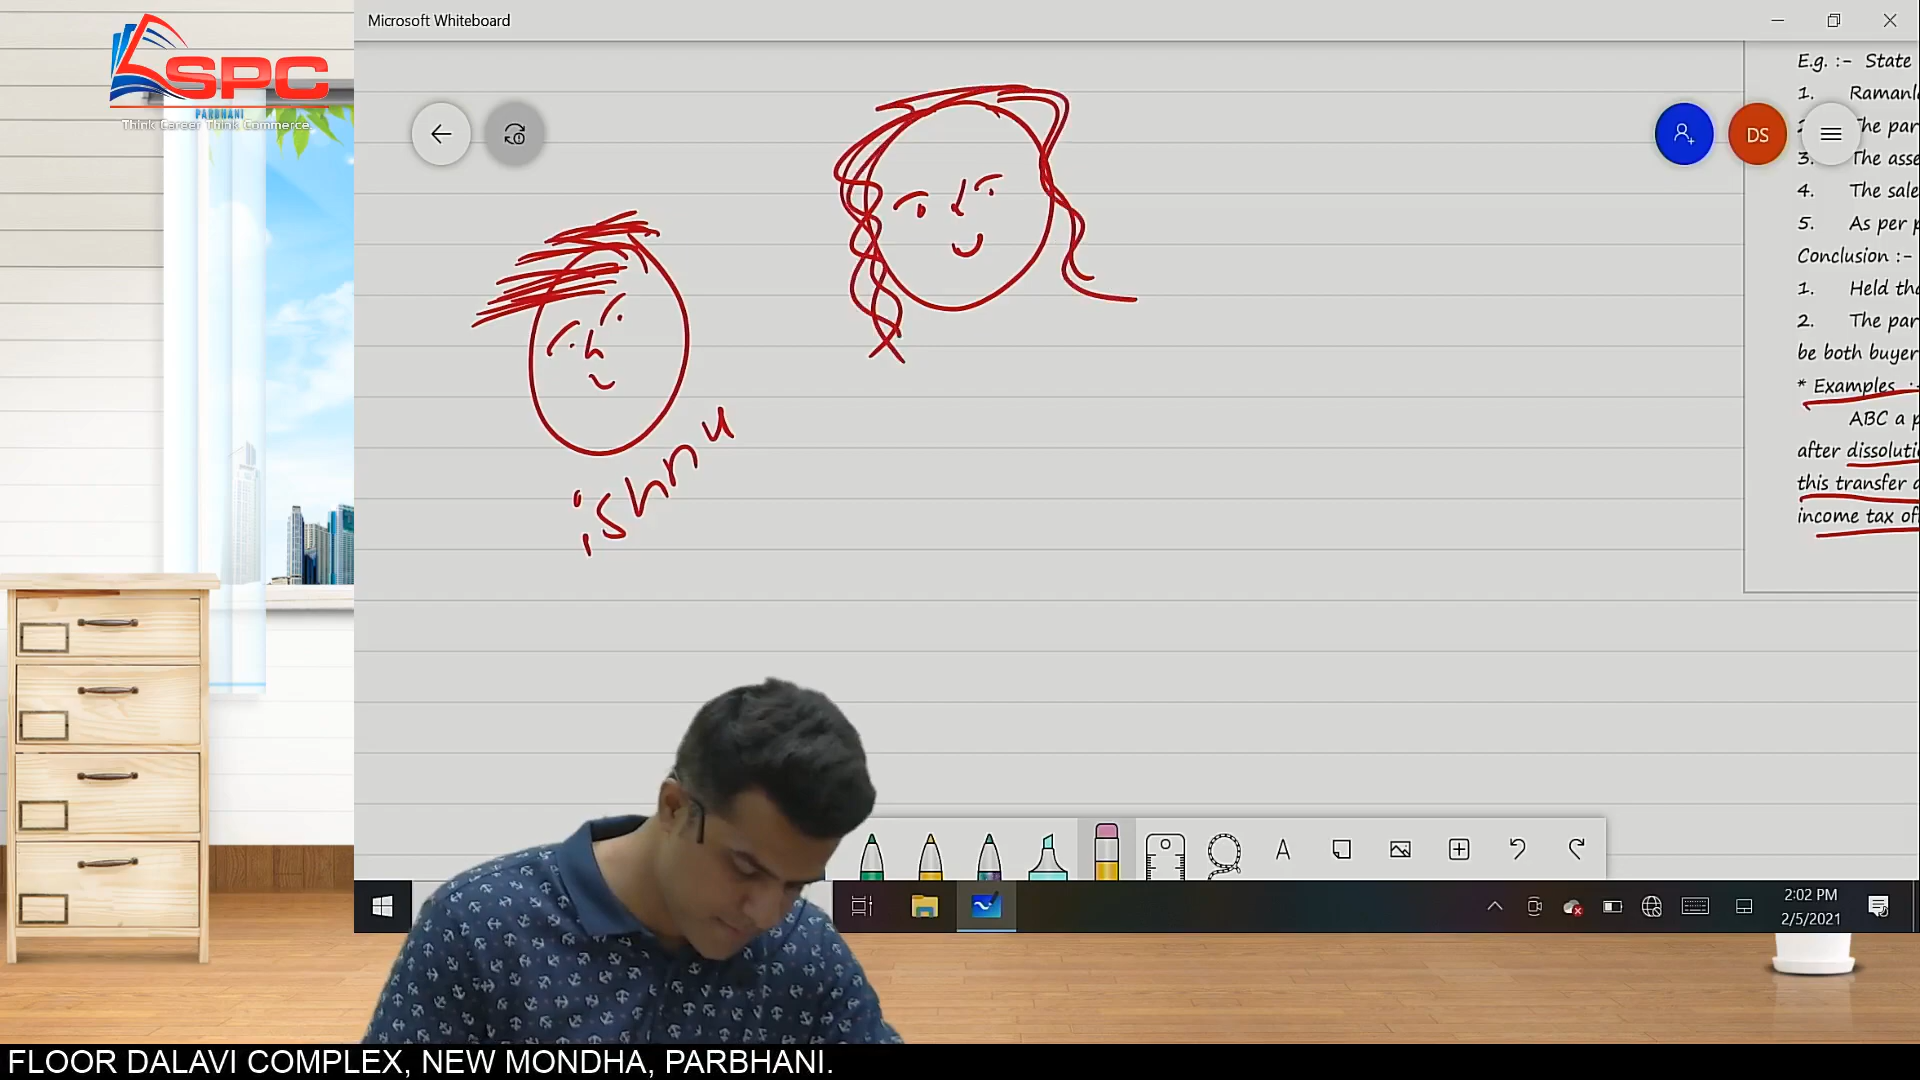 SPC
PARBHANI
Think Career Think Commerce.
Microsoft Whiteboard
DS
E.g. :- State
1. Ramanl
The par
3. The asse
4. The sale
5. As per p
Conclusion :-
1. Held tha
2. The par
be both buyer
* Examples :-
ABC a p
after dissoluti
this transfer
income tax of
ishnu
2:02 PM
2/5/2021
FLOOR DALAVI COMPLEX, NEW MONDHA, PARBHANI.